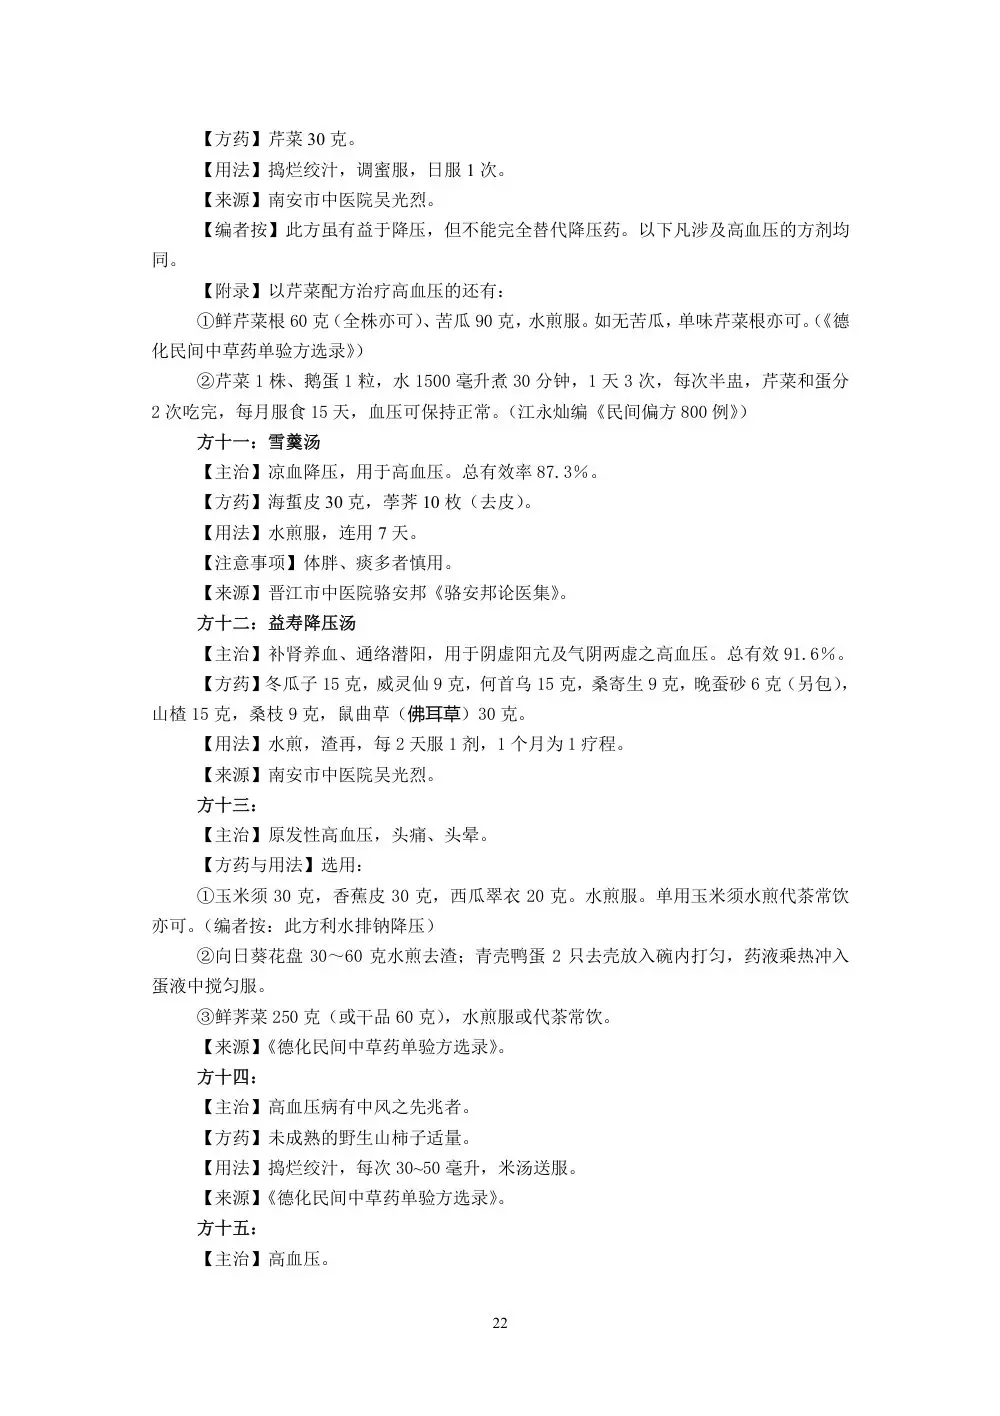 【方药】芹菜 30 克。
【用法】捣烂绞汁，调蜜服，日服 1 次。
【来源】南安市中医院吴光烈。
【编者按】此方虽有益于降压，但不能完全替代降压药。以下凡涉及高血压的方剂均
同。
【附录】以芹菜配方治疗高血压的还有：
①鲜芹菜根 60 克（全株亦可）、苦瓜 90 克，水煎服。如无苦瓜，单味芹菜根亦可。（《德
化民间中草药单验方选录》）
②芹菜 1 株、鹅蛋 1 粒，水 1500 毫升煮 30 分钟，1 天 3 次，每次半盅，芹菜和蛋分
2 次吃完，每月服食 15 天，血压可保持正常。（江永灿编《民间偏方 800 例》）
方十一：雪羹汤
【主治】凉血降压，用于高血压。总有效率 87.3％。
【方药】海蜇皮 30 克，荸荠 10 枚（去皮）。
【用法】水煎服，连用 7 天。
【注意事项】体胖、痰多者慎用。
【来源】晋江市中医院骆安邦《骆安邦论医集》。
方十二：益寿降压汤
【主治】补肾养血、通络潜阳，用于阴虚阳亢及气阴两虚之高血压。总有效 91.6％。
【方药】冬瓜子 15 克，威灵仙 9 克，何首乌 15 克，桑寄生 9 克，晚蚕砂 6 克（另包），
山楂 15 克，桑枝 9 克，鼠曲草（佛耳草）30 克。
【用法】水煎，渣再，每 2 天服 1 剂，1 个月为 1 疗程。
【来源】南安市中医院吴光烈。
方十三：
【主治】原发性高血压，头痛、头晕。
【方药与用法】选用：
①玉米须 30 克，香蕉皮 30 克，西瓜翠衣 20 克。水煎服。单用玉米须水煎代茶常饮
亦可。（编者按：此方利水排钠降压）
②向日葵花盘 30～60 克水煎去渣；青壳鸭蛋 2 只去壳放入碗内打匀，药液乘热冲入
蛋液中搅匀服。
③鲜荠菜 250 克（或干品 60 克），水煎服或代茶常饮。
【来源】《德化民间中草药单验方选录》。
方十四：
【主治】高血压病有中风之先兆者。
【方药】未成熟的野生山柿子适量。
【用法】捣烂绞汁，每次 30~50 毫升，米汤送服。
【来源】《德化民间中草药单验方选录》。
方十五：
【主治】高血压。
22